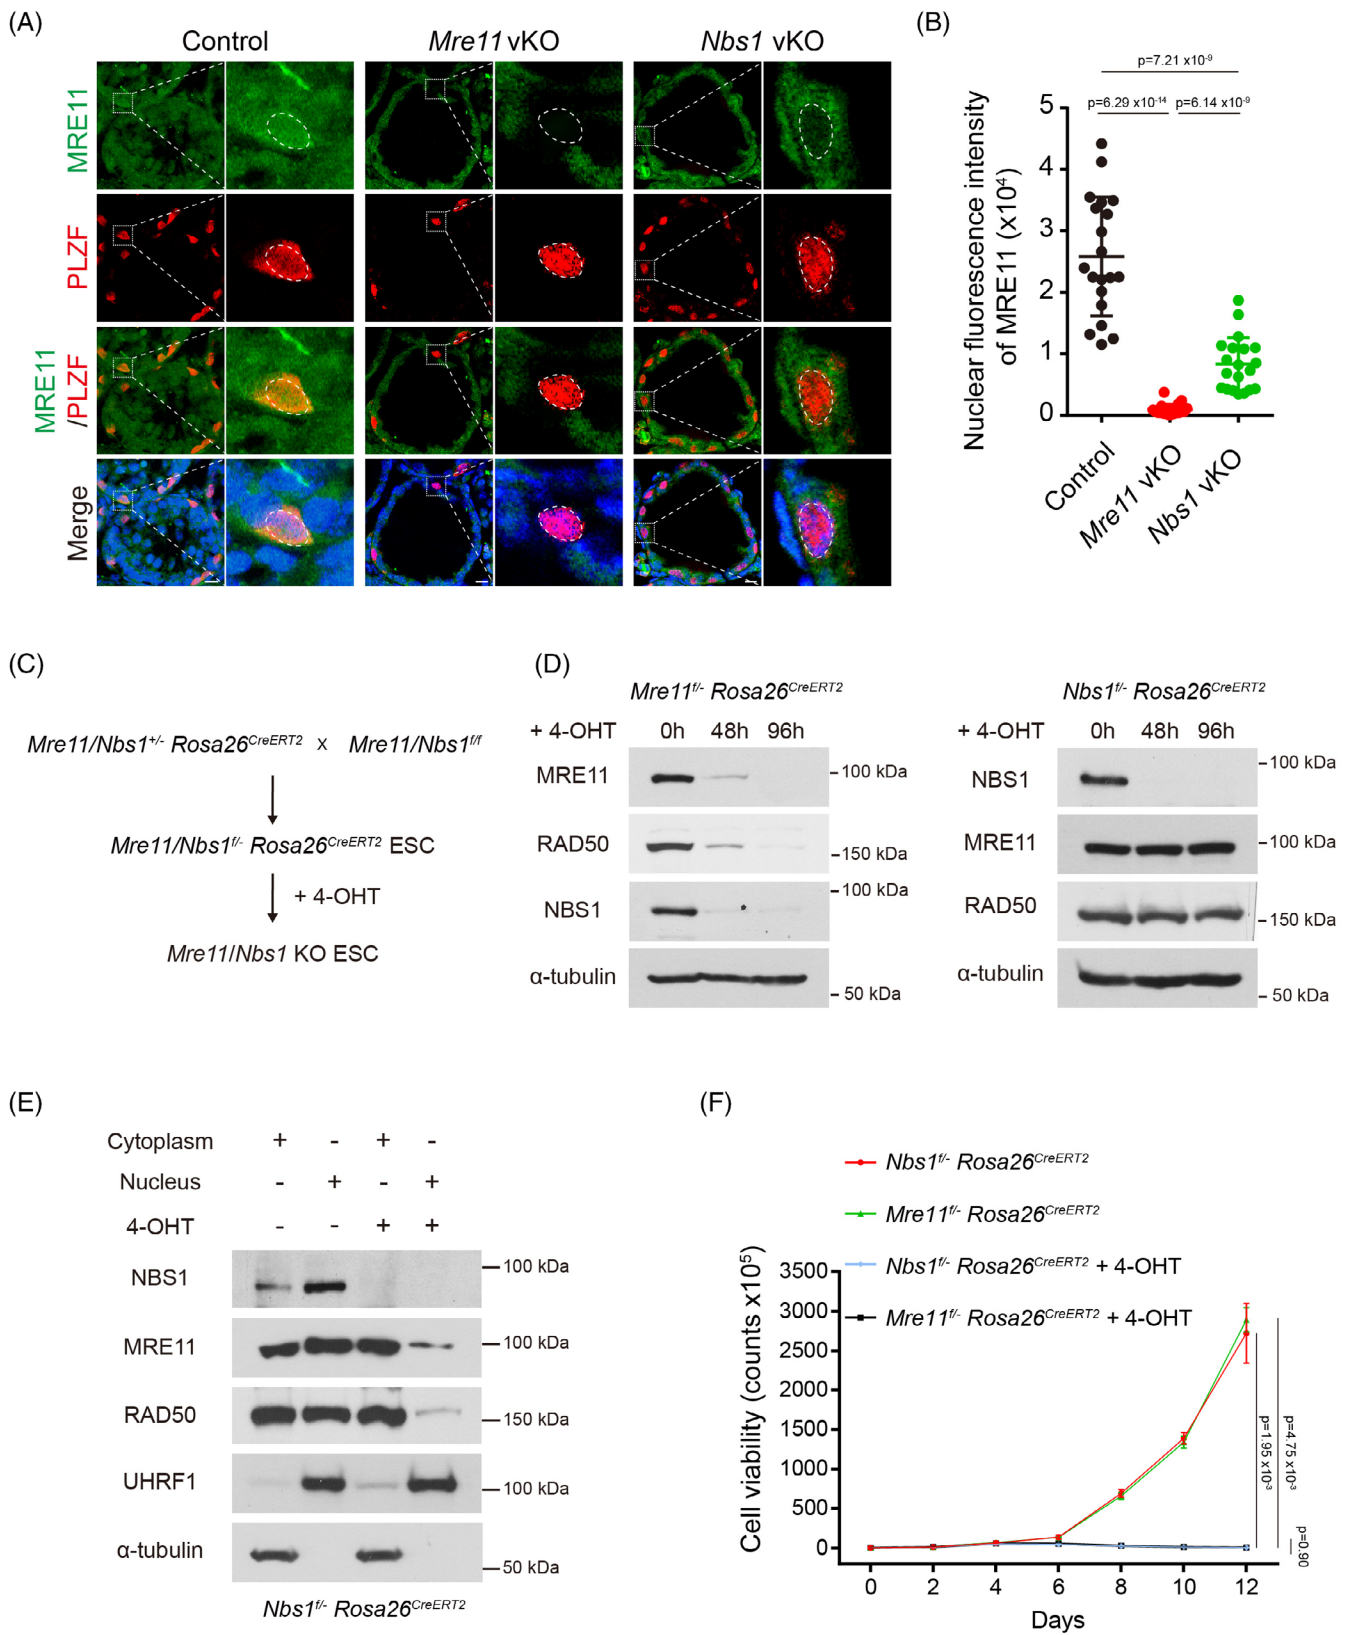 (A)
Control
Mre11 vKO
Nbs1 vKO
MRE11
PLZF
MRE11
/PLZF
Merge
(B)
p=7.21 x10-9
p=6.29 x10-14
p=6.14 x10-9
Nuclear fluorescence intensity
of MRE11 (x10⁴)
5
4
3
2
1
0
Control
Mre11 vKO
Nbs1 vKO
(C)
Mre11/Nbs1+/- Rosa26CreERT2 x Mre11/Nbs1f/f
Mre11/Nbs1f/- Rosa26CreERT2 ESC
+ 4-OHT
Mre11/Nbs1 KO ESC
(D)
Mre11f/- Rosa26CreERT2
+ 4-OHT 0h 48h 96h
MRE11
100 kDa
RAD50
150 kDa
100 kDa
NBS1
α-tubulin
50 kDa
Nbs1f/- Rosa26CreERT2
+ 4-OHT 0h 48h 96h
100 kDa
NBS1
MRE11
100 kDa
RAD50
150 kDa
α-tubulin
50 kDa
(E)
Cytoplasm + - + -
Nucleus - + - +
4-OHT - - + +
NBS1
100 kDa
MRE11
100 kDa
RAD50
150 kDa
UHRF1
100 kDa
α-tubulin
50 kDa
Nbs1f/- Rosa26CreERT2
(F)
Nbs1f/- Rosa26CreERT2
Mre11f/- Rosa26CreERT2
Nbs1f/- Rosa26CreERT2 + 4-OHT
Mre11f/- Rosa26CreERT2 + 4-OHT
Cell viability (counts x10⁵)
3500
3000
2500
2000
1500
1000
500
0
0 2 4 6 8 10 12
Days
p=1.95 x10-3
p=4.75 x10-3
p=0.90